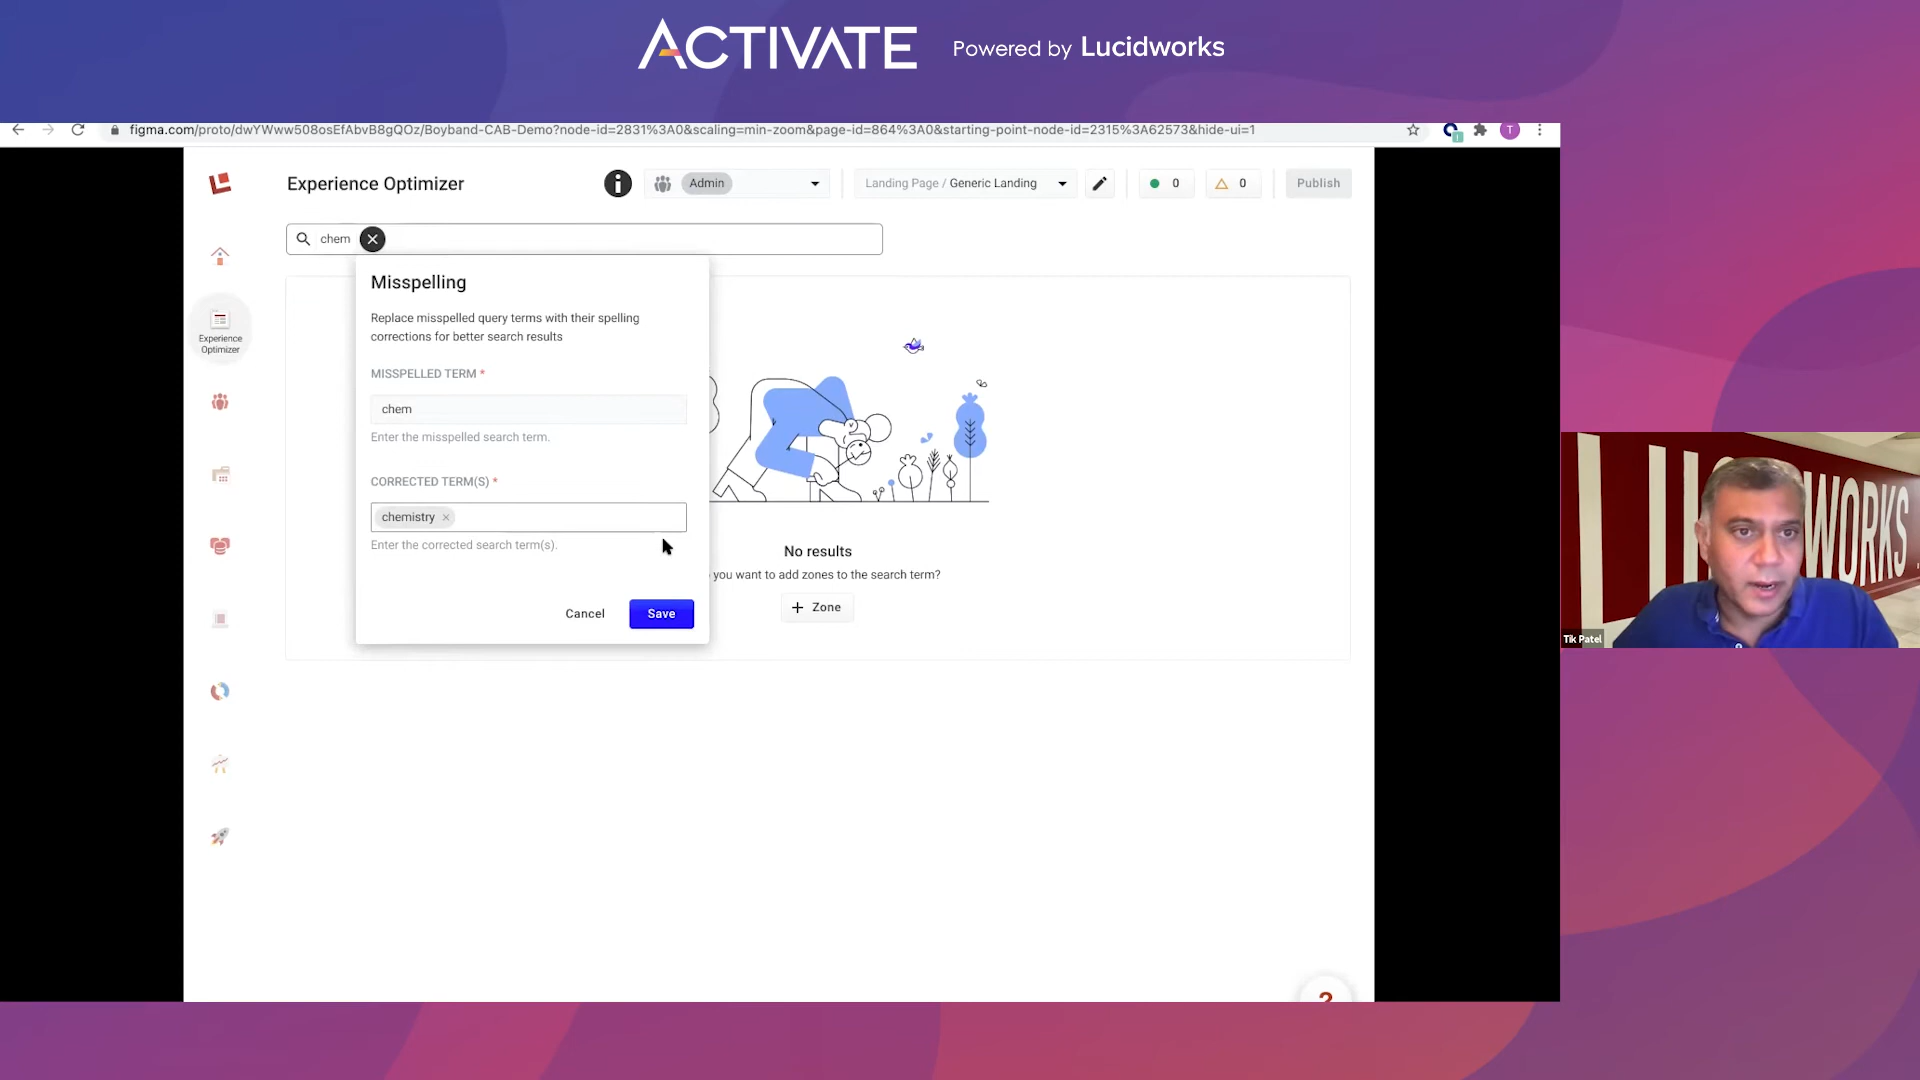 ACTIVATE Powered by Lucidworks
figma.com/proto/dwYWww508osEfAbvB8gQOz/Boyband-CAB-Demo?node-id=2831%3A0&scaling=min-zoom&page-id=864%3A0&starting-point-node-id=2315%3A62573&hide-ui=1
T
Experience Optimizer
Admin
Landing Page / Generic Landing
0
0
Publish
chem
Experience
Optimizer
Misspelling
Replace misspelled query terms with their spelling
corrections for better search results
MISSPELLED TERM *
chem
Enter the misspelled search term.
CORRECTED TERM(S) *
chemistry
Enter the corrected search term(s).
Cancel
Save
No results
you want to add zones to the search term?
+ Zone
WORKS
Tik Patel
?